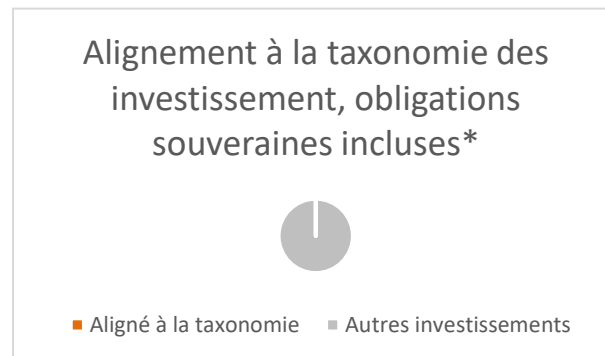 Alignement à la taxonomie des
investissement, obligations
souveraines incluses*
Aligné à la taxonomie Autres investissements